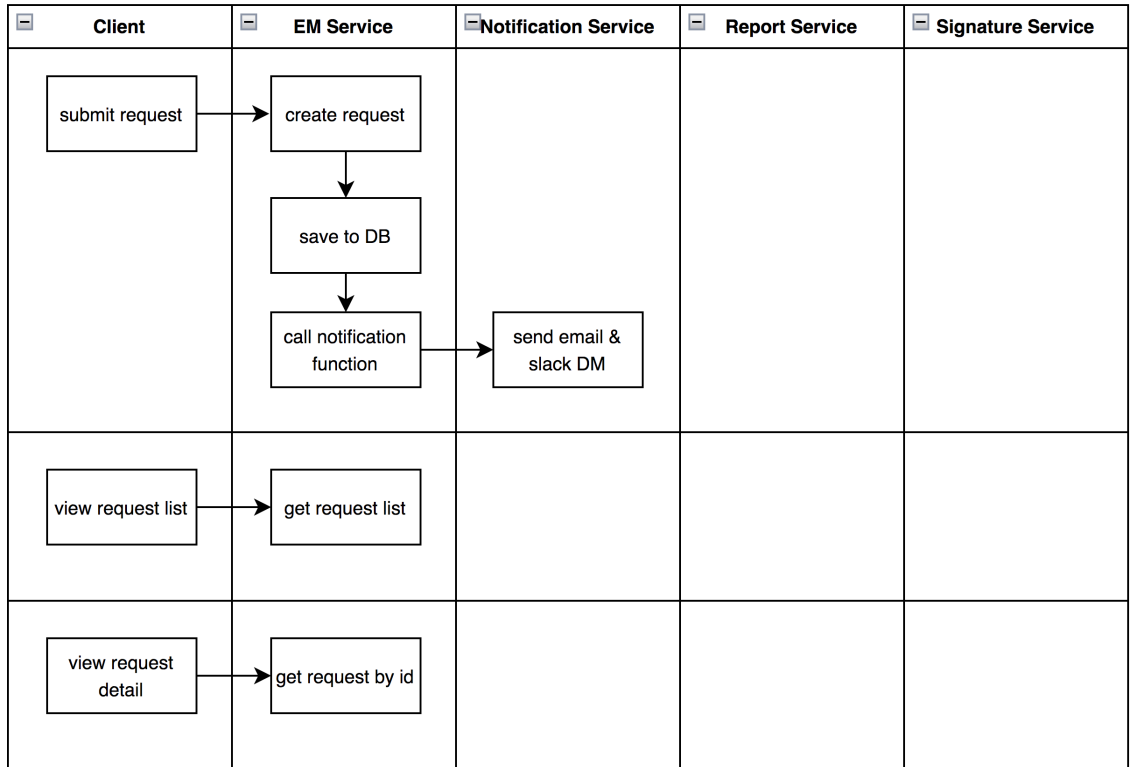 Client
EM Service
Notification Service
Report Service
Signature Service
submit request
create request
save to DB
call notification
function
send email &
slack DM
view request list
get request list
view request
detail
get request by id